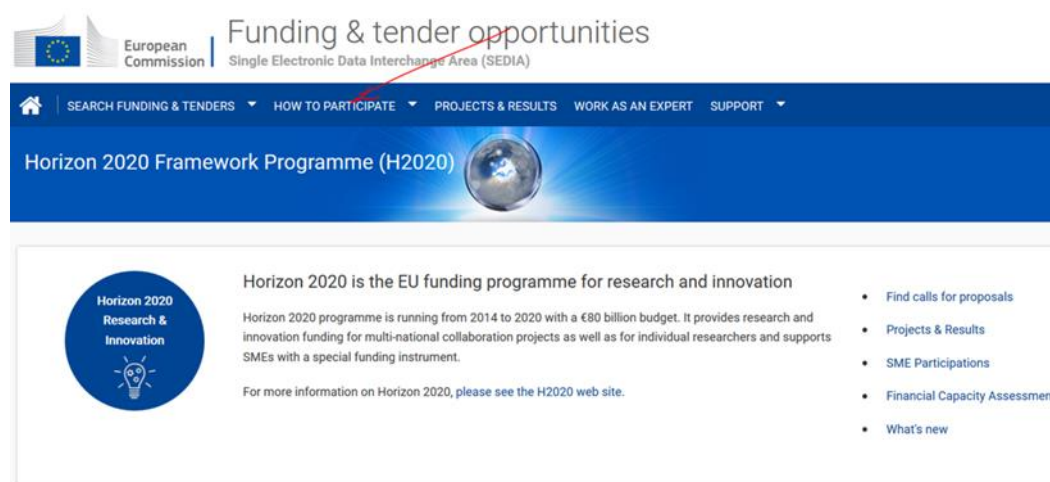 Funding & tender opportunities
European
Commission
Single Electronic Data Interchange Area (SEDIA)
SEARCH FUNDING & TENDERS HOW TO PARTICIPATE PROJECTS & RESULTS WORK AS AN EXPERT SUPPORT
Horizon 2020 Framework Programme (H2020)
Horizon 2020
Research &
Innovation
Horizon 2020 is the EU funding programme for research and innovation
Horizon 2020 programme is running from 2014 to 2020 with a €80 billion budget. It provides research and
innovation funding for multi-national collaboration projects as well as for individual researchers and supports
SMEs with a special funding instrument.
For more information on Horizon 2020, please see the H2020 web site.
Find calls for proposals
Projects & Results
SME Participations
Financial Capacity Assessmen
What's new